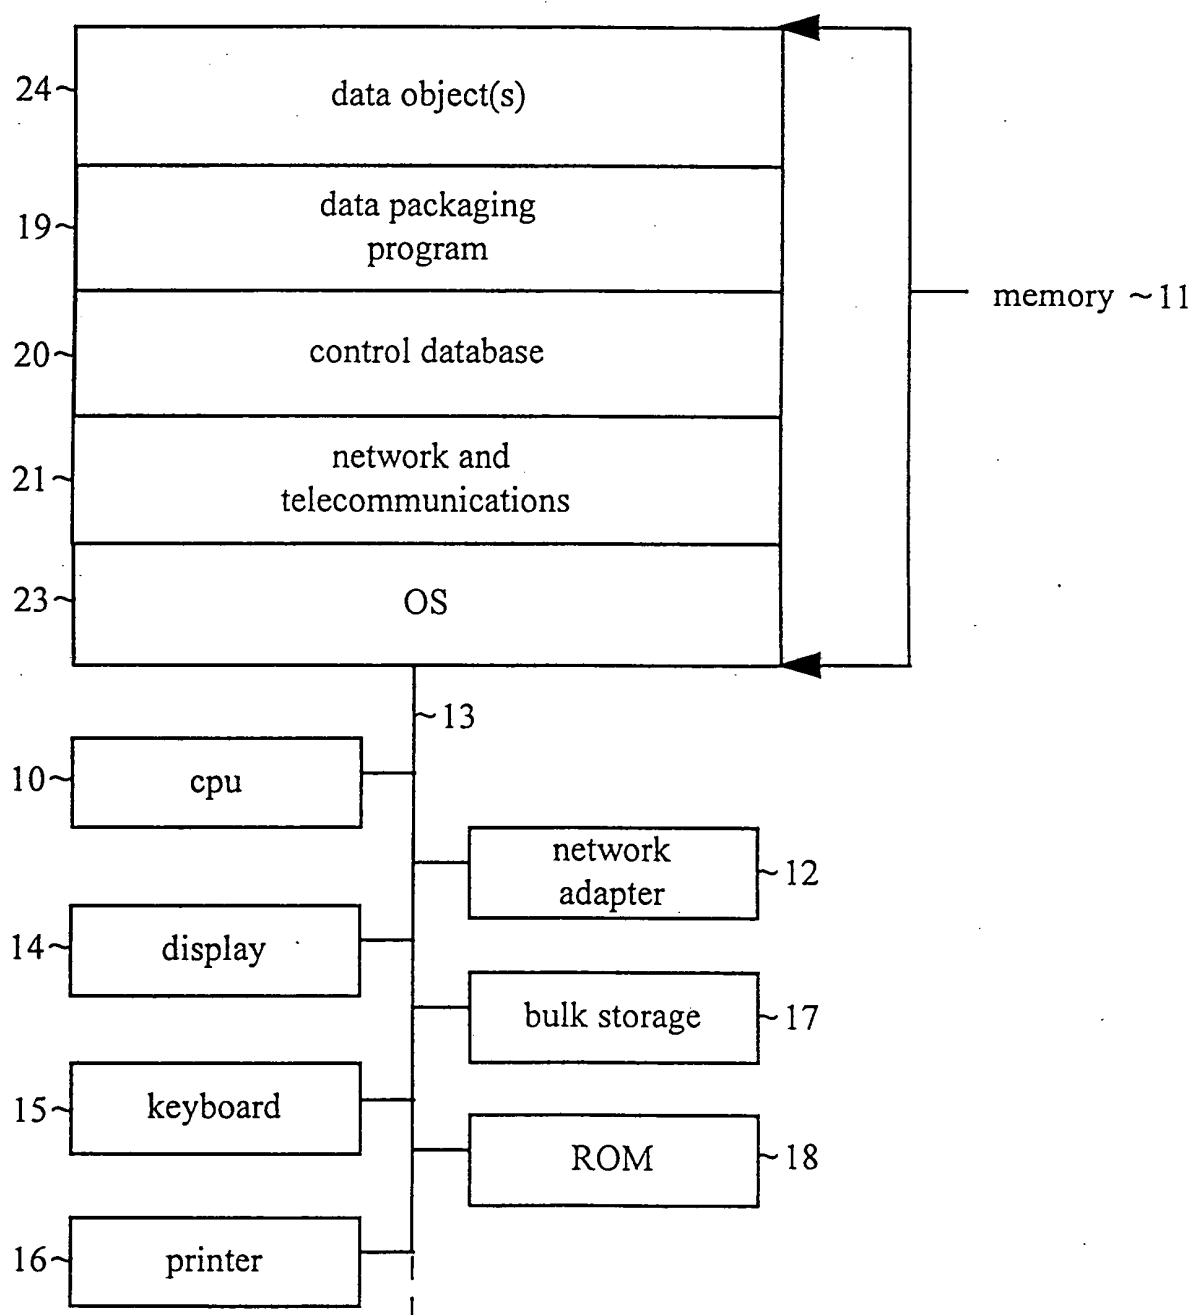 24~ data object(s)
19~ data packaging
program
memory ~11
20~ control database
21~ network and
telecommunications
23~ OS
~13
10~ cpu
network
adapter ~12
14~ display
bulk storage ~17
15~ keyboard
ROM ~18
16~ printer